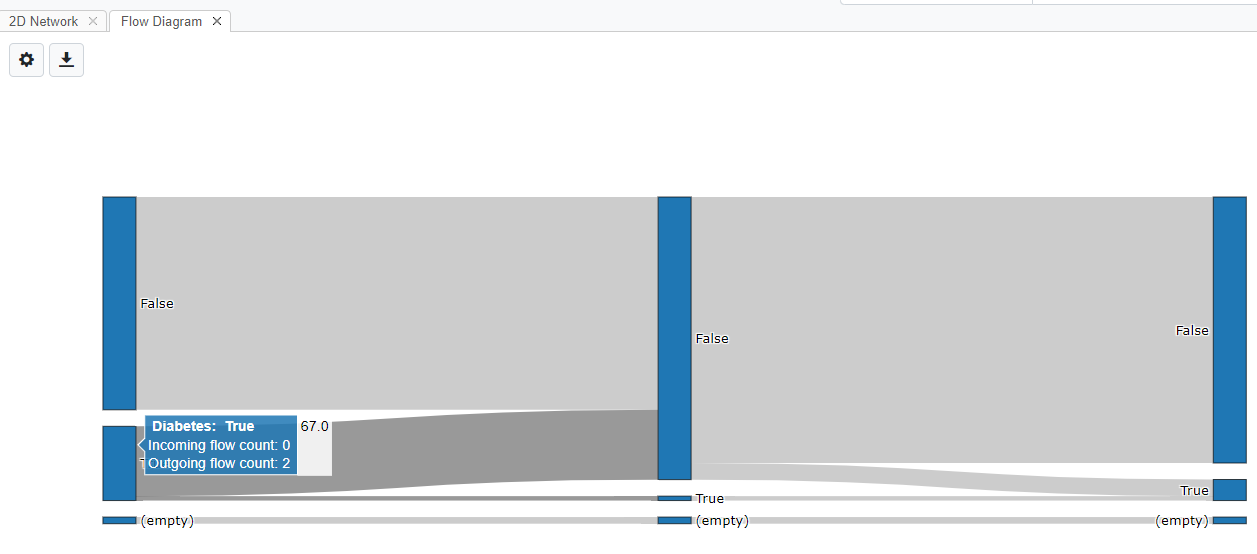 2D Network
Flow Diagram
False
False
False
Diabetes: True
67.0
Incoming flow count: 0
Outgoing flow count: 2
True
True
(empty)
(empty)
(empty)